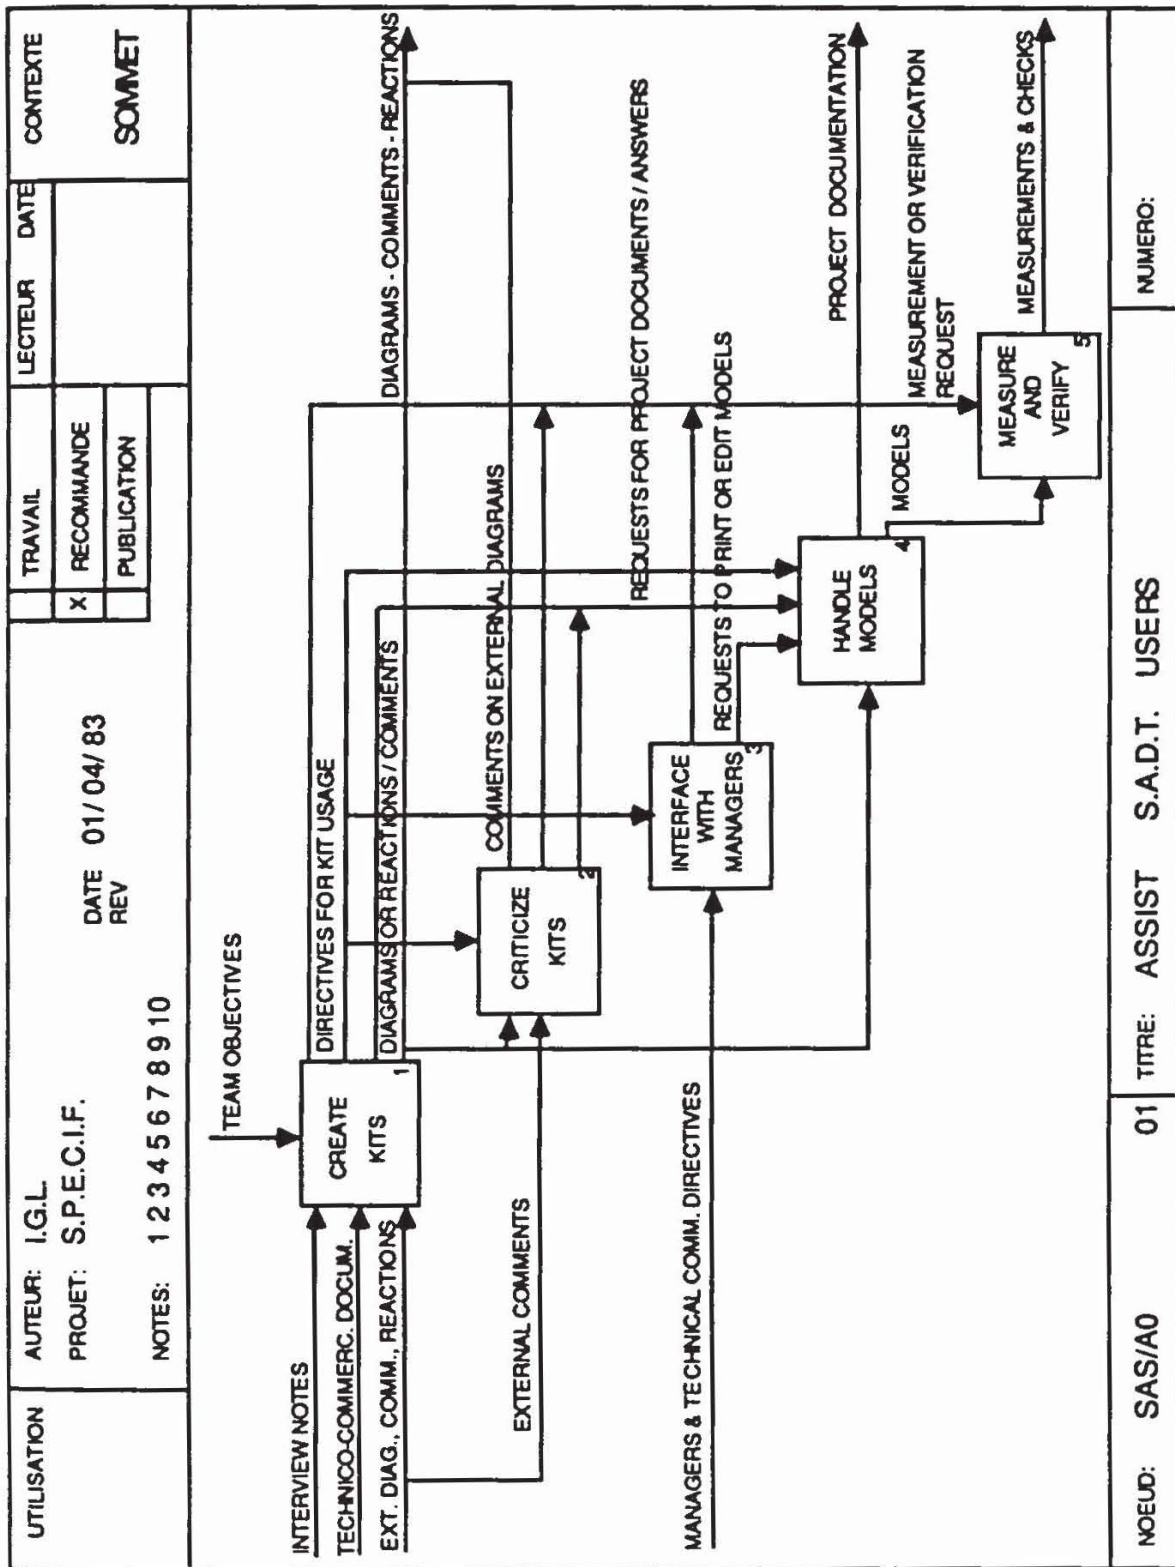 UTILISATION
AUTEUR: I.G.L.
PROJET: S.P.E.C.I.F.
NOTES: 1 2 3 4 5 6 7 8 9 10
DATE 01/04/83
REV
TRAVAIL
X RECOMMANDE
PUBLICATION
LECTEUR DATE
CONTEXTE
SOMMET
TEAM OBJECTIVES
INTERVIEW NOTES
TECHNICO-COMMERC. DOCUM.
EXT. DIAG., COMM., REACTIONS
CREATE
KITS
1
DIRECTIVES FOR KIT USAGE
DIAGRAMS OR REACTIONS / COMMENTS
DIAGRAMS - COMMENTS - REACTIONS
EXTERNAL COMMENTS
CRITICIZE
KITS
2
COMMENTS ON EXTERNAL DIAGRAMS
REQUESTS FOR PROJECT DOCUMENTS / ANSWERS
MANAGERS & TECHNICAL COMM. DIRECTIVES
INTERFACE
WITH
MANAGERS
3
REQUESTS TO PRINT OR EDIT MODELS
HANDLE
MODELS
4
PROJECT DOCUMENTATION
MODELS
MEASUREMENT OR VERIFICATION
REQUEST
MEASURE
AND
VERIFY
5
MEASUREMENTS & CHECKS
NOEUD: SAS/A0 01
TITRE: ASSIST S.A.D.T. USERS
NUMERO: